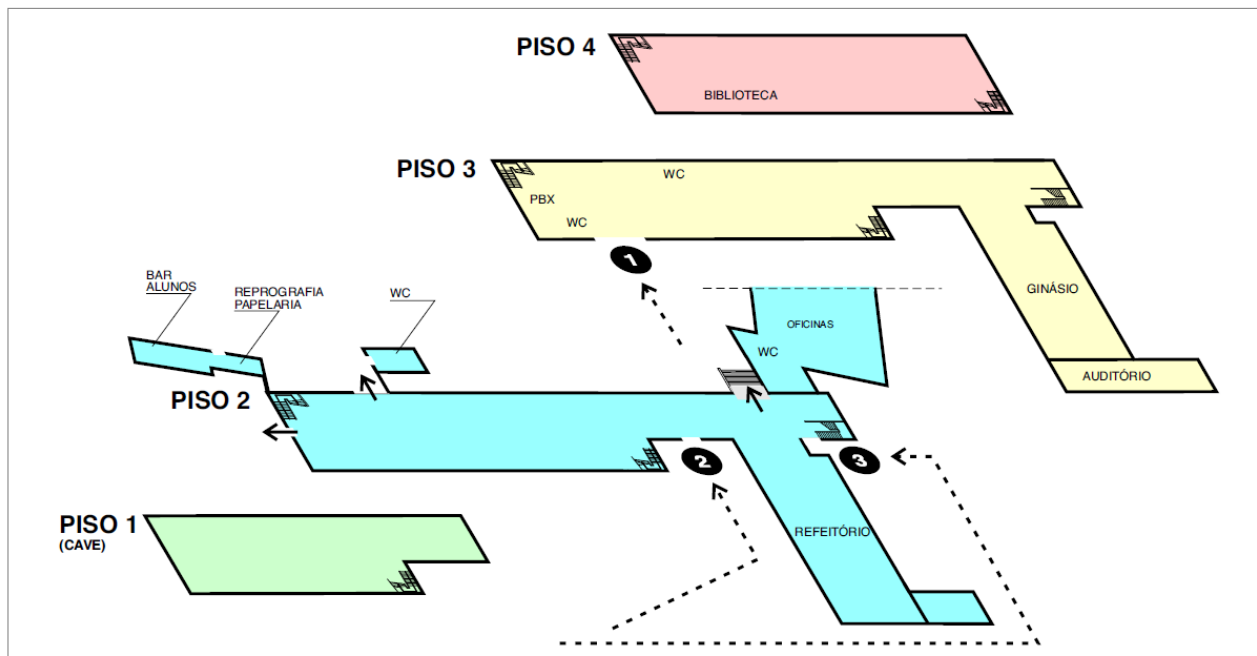 PISO 4
BIBLIOTECA
PISO 3
WC
PBX
WC
1
BAR
ALUNOS
REPROGRAFIA
PAPELARIA
WC
GINÁSIO
OFICINAS
WC
AUDITÓRIO
PISO 2
2
3
PISO 1
(CAVE)
REFEITÓRIO